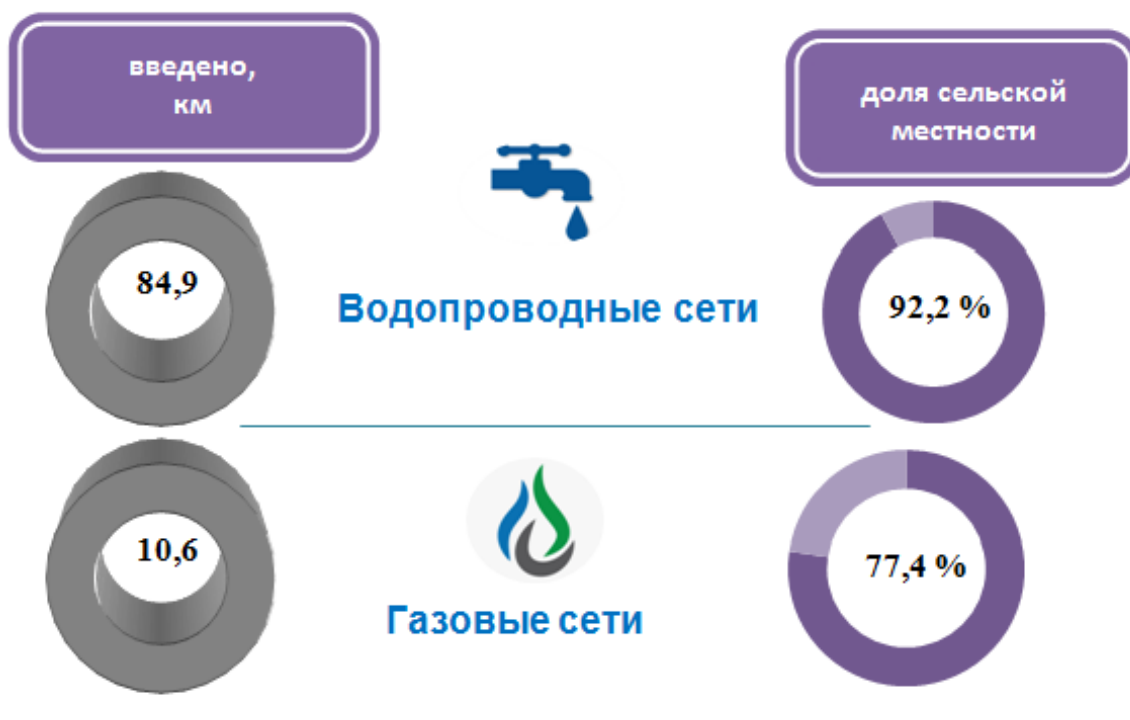 введено,
км
доля сельской
местности
84,9
Водопроводные сети
92,2 %
10,6
Газовые сети
77,4 %